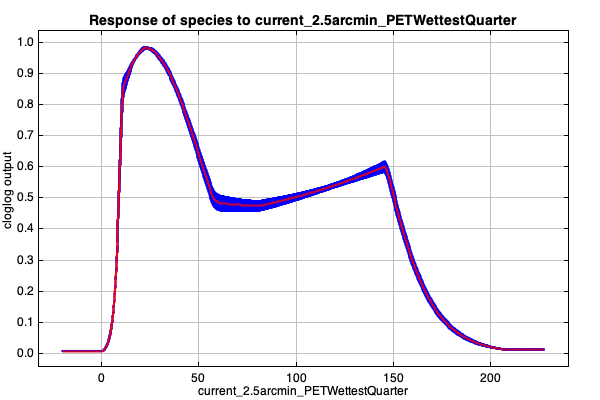 Response of species to current_2.5arcmin_PETWettestQuarter
1.0
0.9
0.8
0.7
0.6
0.5
0.4
0.3
0.2
0.1
0.0
cloglog output
0 50 100 150 200
current_2.5arcmin_PETWettestQuarter